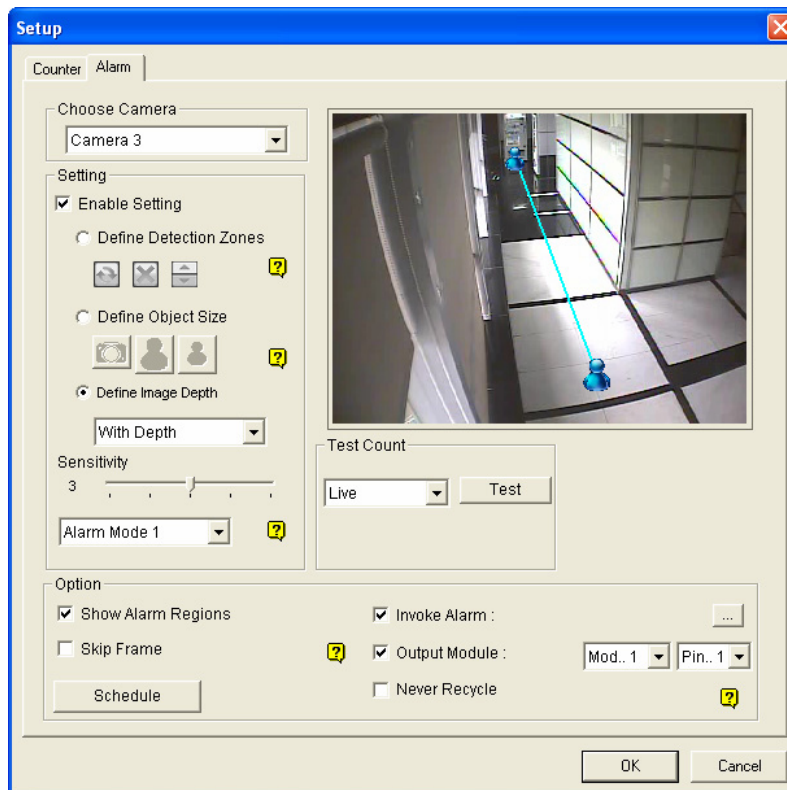 Setup
Counter Alarm
Choose Camera
Camera 3
Setting
Enable Setting
Define Detection Zones
?
Define Object Size
?
Define Image Depth
With Depth
Sensitivity
3
Alarm Mode 1
?
Test Count
Live
Test
Option
Show Alarm Regions
Skip Frame
?
Schedule
Invoke Alarm :
...
Output Module :
Mod.. 1
Pin.. 1
Never Recycle
?
OK
Cancel